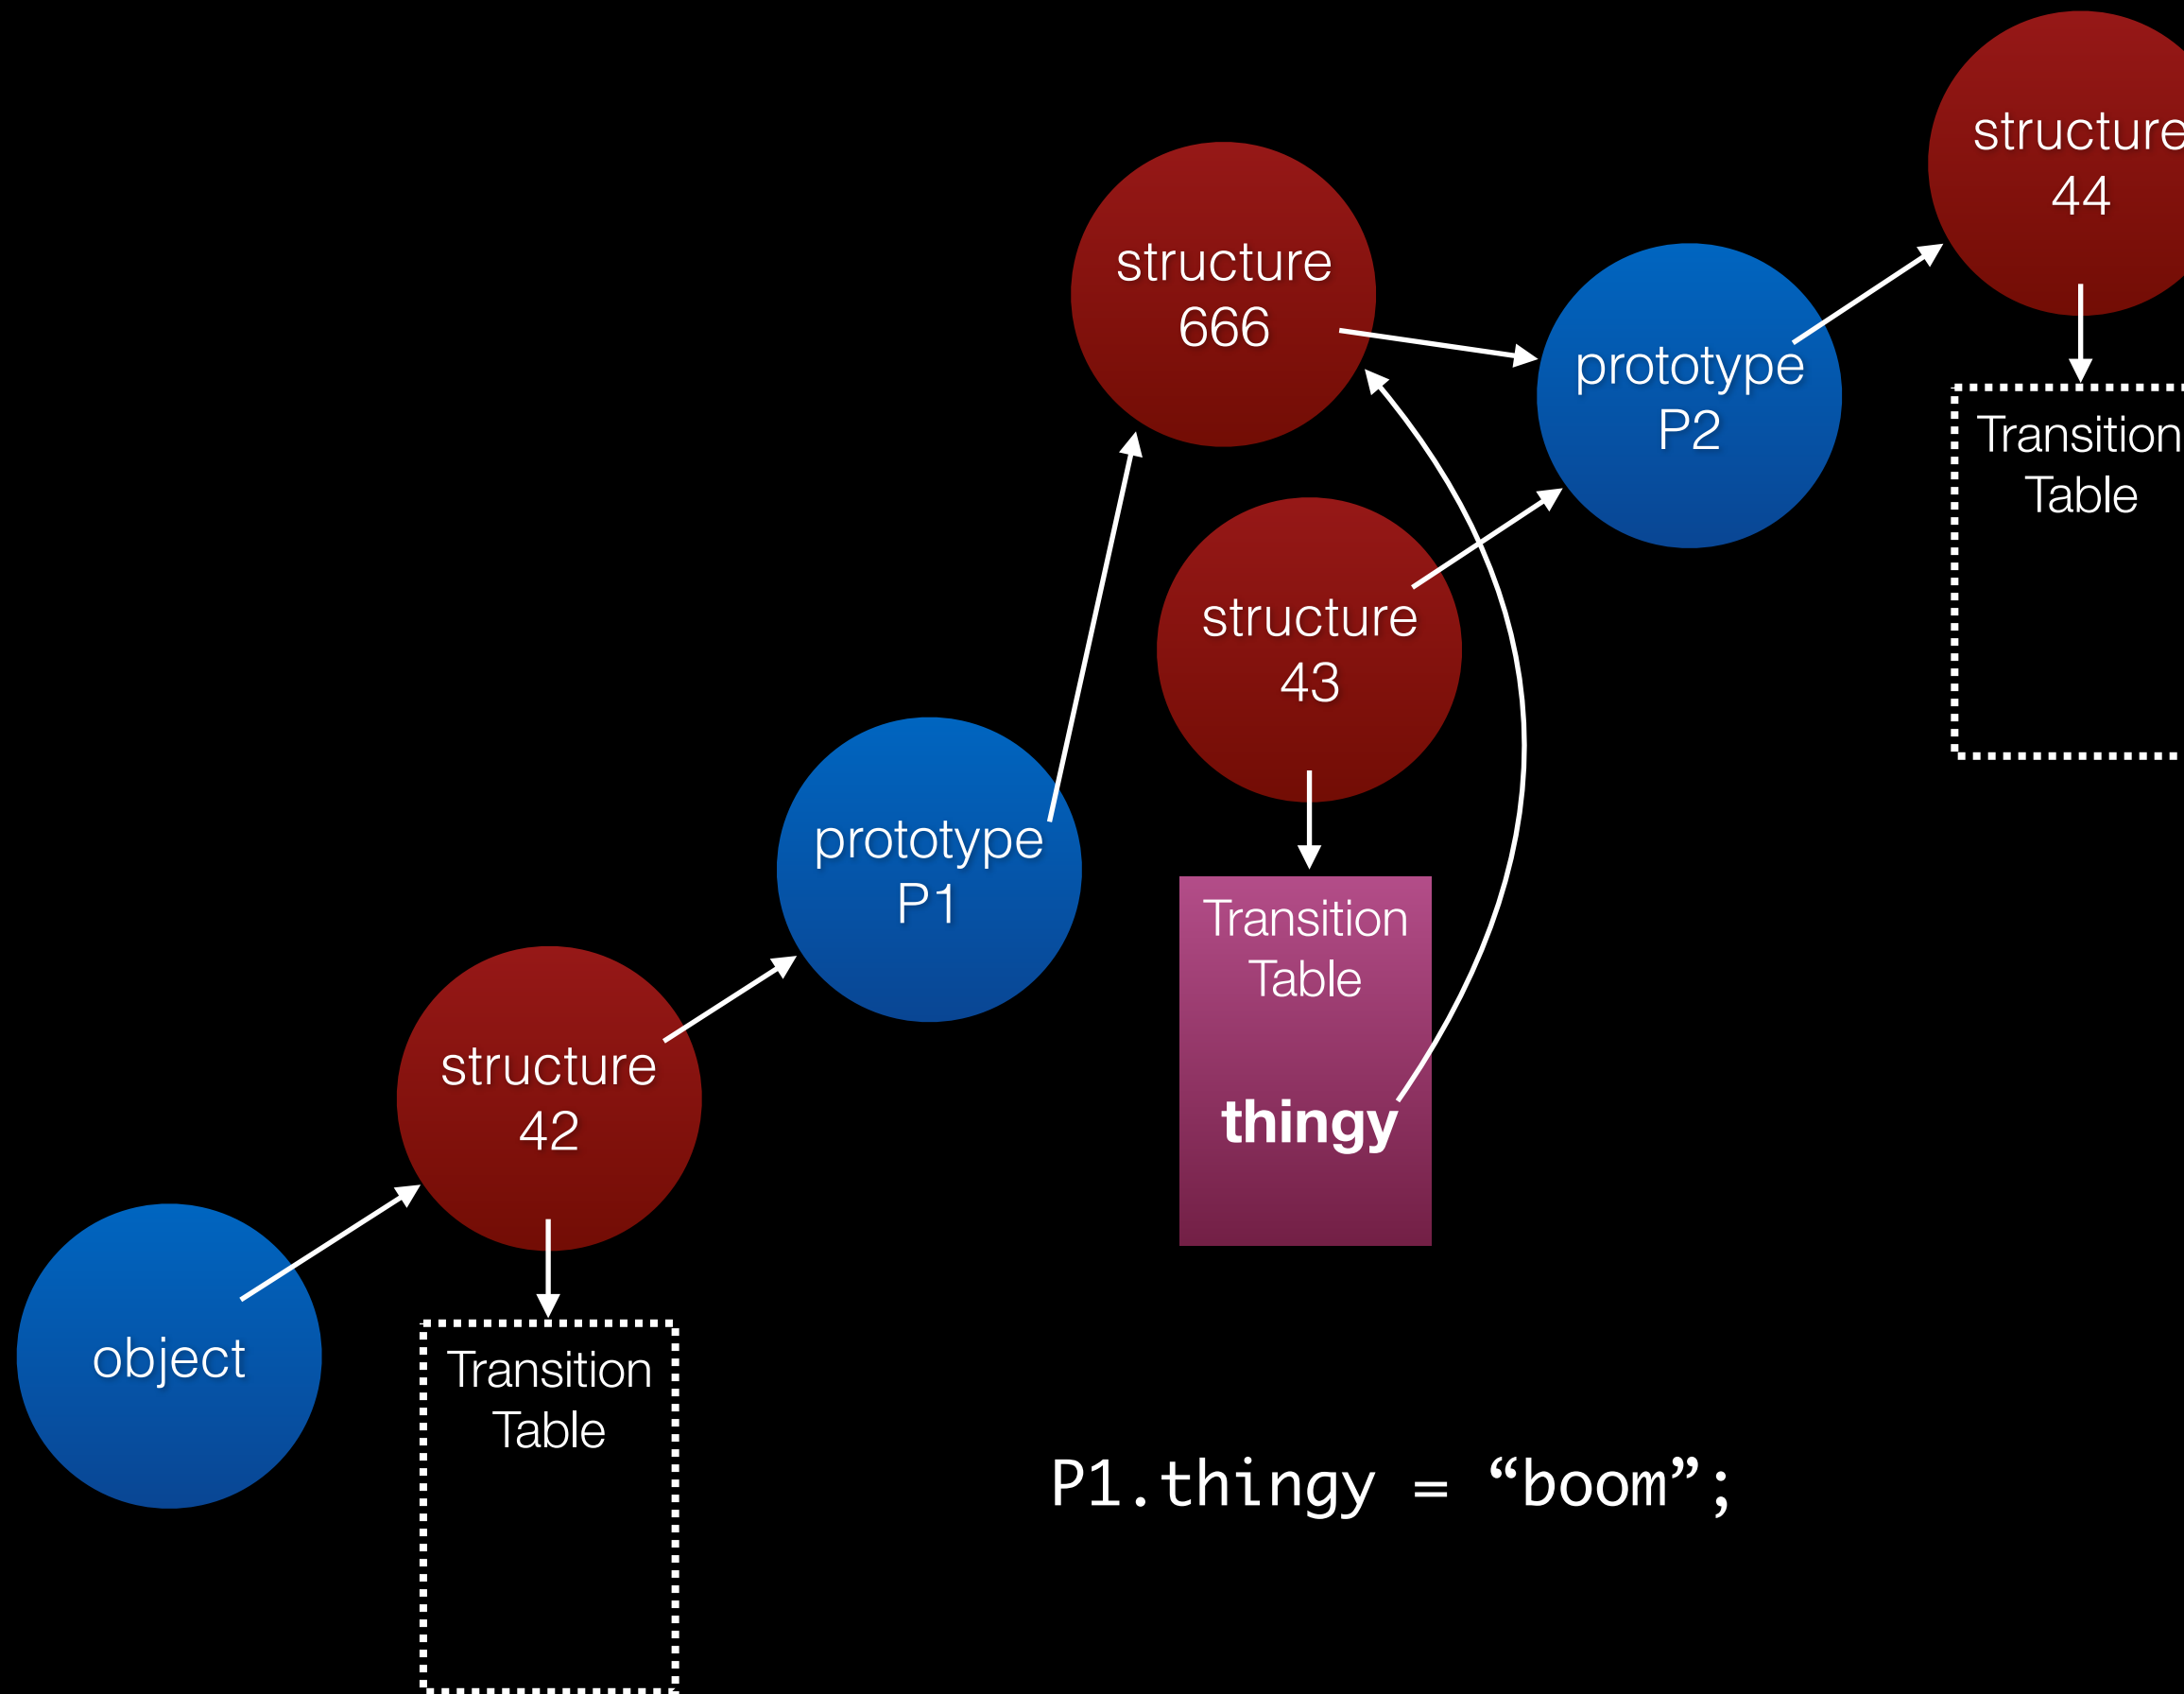 structure
44
structure
666
prototype
P2
Transition
Table
structure
43
prototype
P1
Transition
Table
thingy
structure
42
object
Transition
Table
P1.thingy = “boom”;